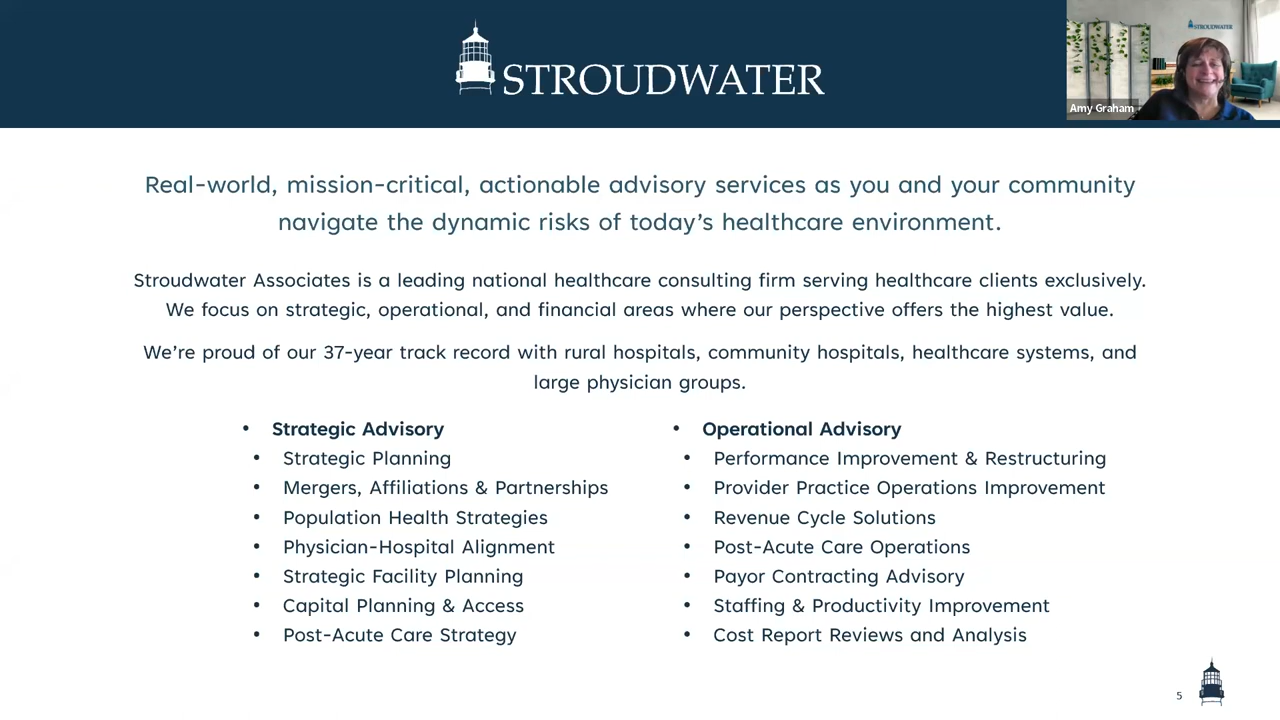 STROUDWATER
STROUDWATER
Amy Graham
Real-world, mission-critical, actionable advisory services as you and your community
navigate the dynamic risks of today's healthcare environment.
Stroudwater Associates is a leading national healthcare consulting firm serving healthcare clients exclusively.
We focus on strategic, operational, and financial areas where our perspective offers the highest value.
We're proud of our 37-year track record with rural hospitals, community hospitals, healthcare systems, and
large physician groups.
• Strategic Advisory
• Strategic Planning
• Mergers, Affiliations & Partnerships
• Population Health Strategies
• Physician-Hospital Alignment
• Strategic Facility Planning
• Capital Planning & Access
• Post-Acute Care Strategy
• Operational Advisory
• Performance Improvement & Restructuring
• Provider Practice Operations Improvement
• Revenue Cycle Solutions
• Post-Acute Care Operations
• Payor Contracting Advisory
• Staffing & Productivity Improvement
• Cost Report Reviews and Analysis
5